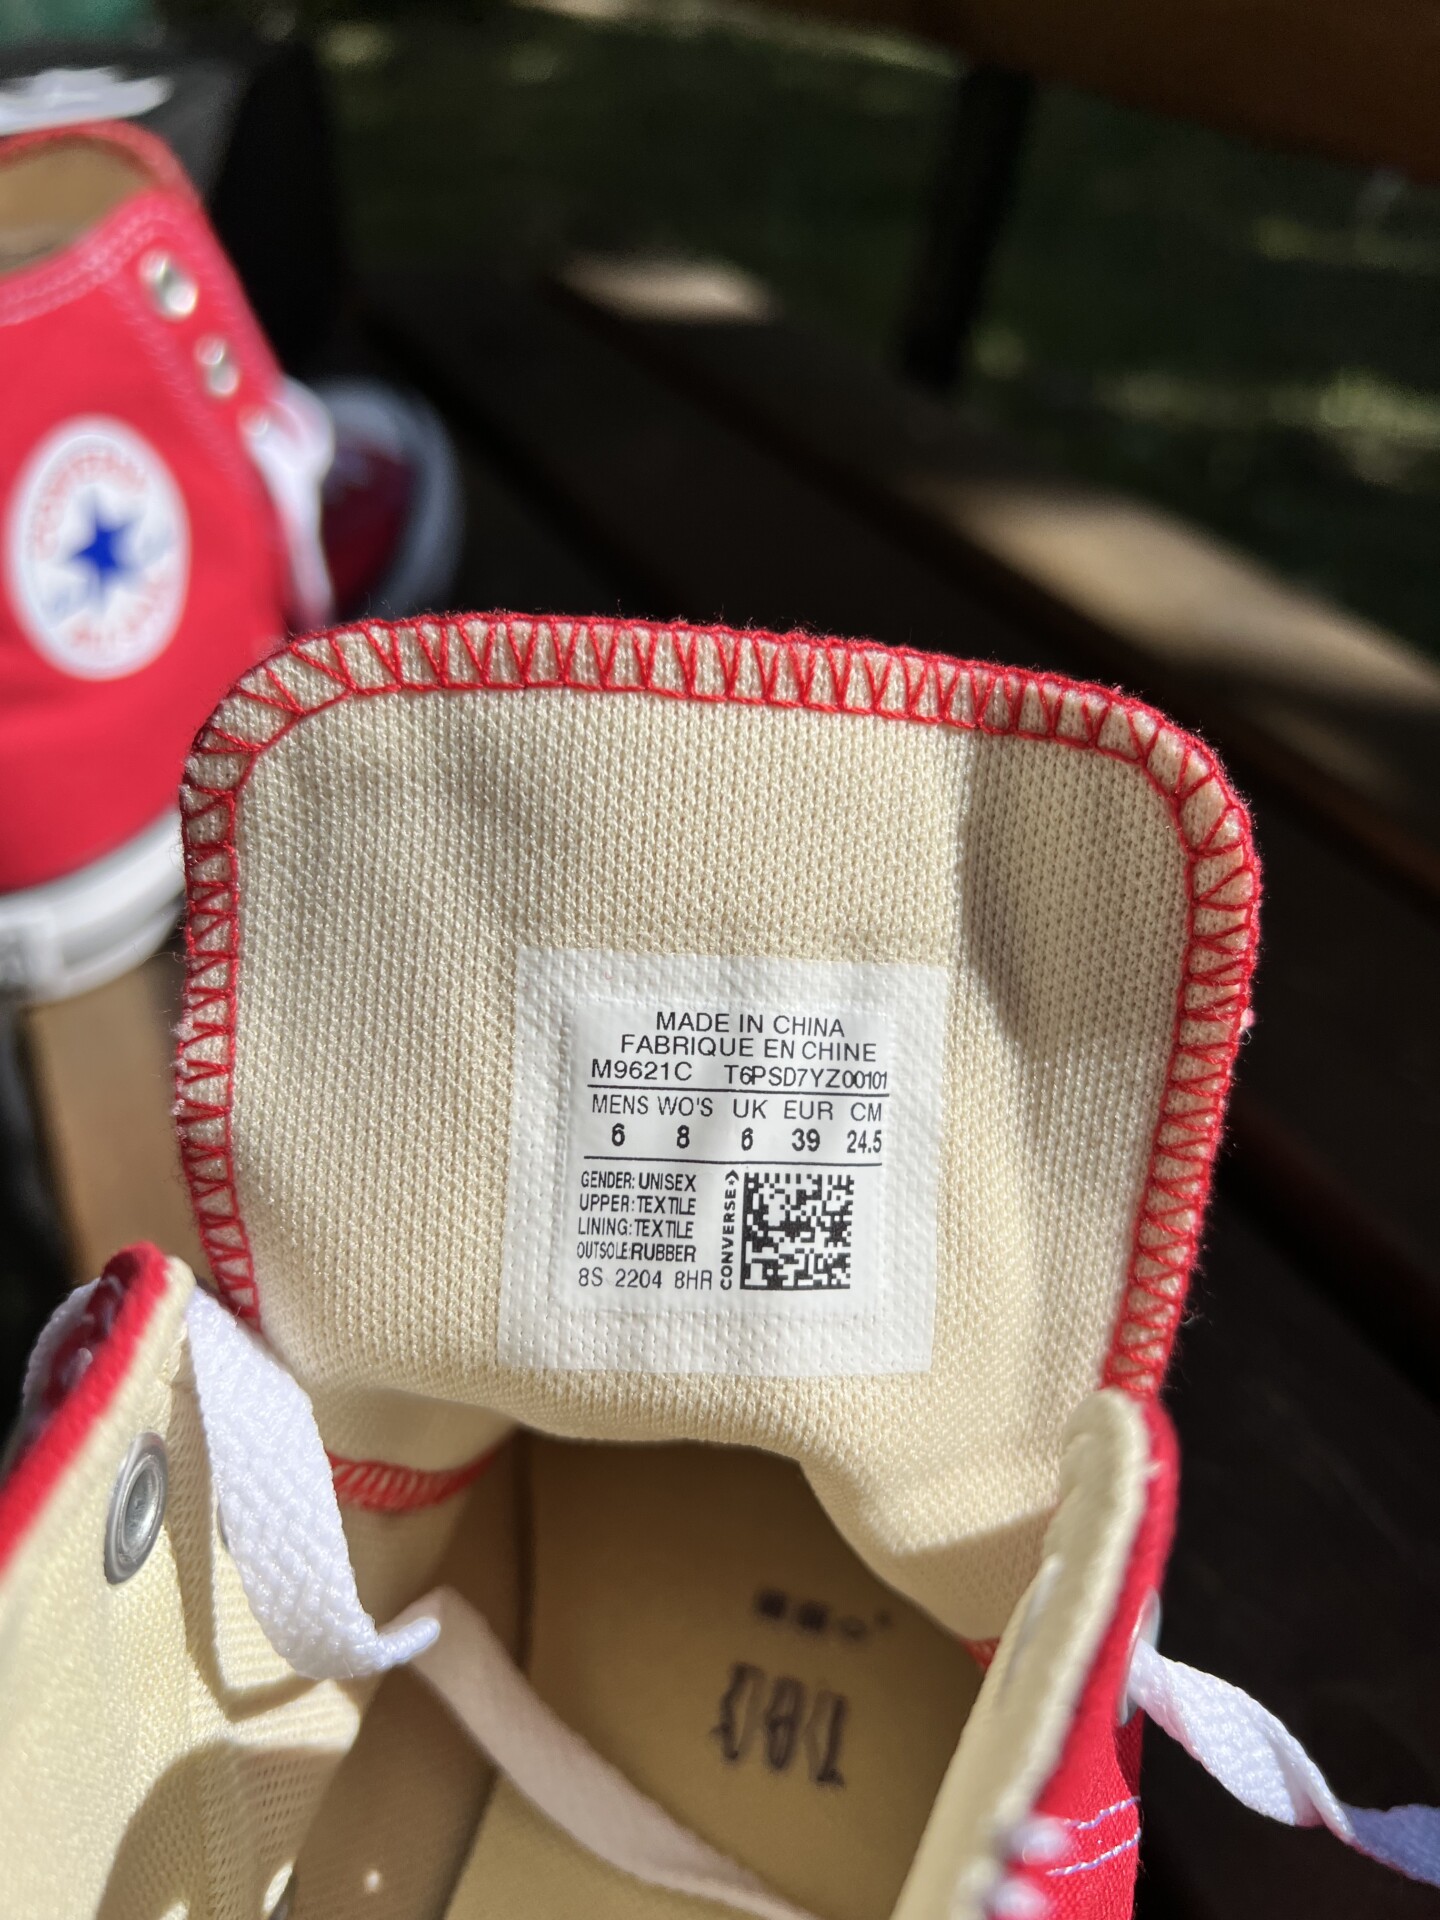 MADE IN CHINA
FABRIQUE EN CHINE
M9621C T6PSD7YZ00101
MENS WO'S UK EUR CM
6 8 6 39 24.5
GENDER: UNISEX
UPPER: TEXTILE
LINING: TEXTILE
OUTSOLE:RUBBER
8S 2204 8HR
CONVERSE